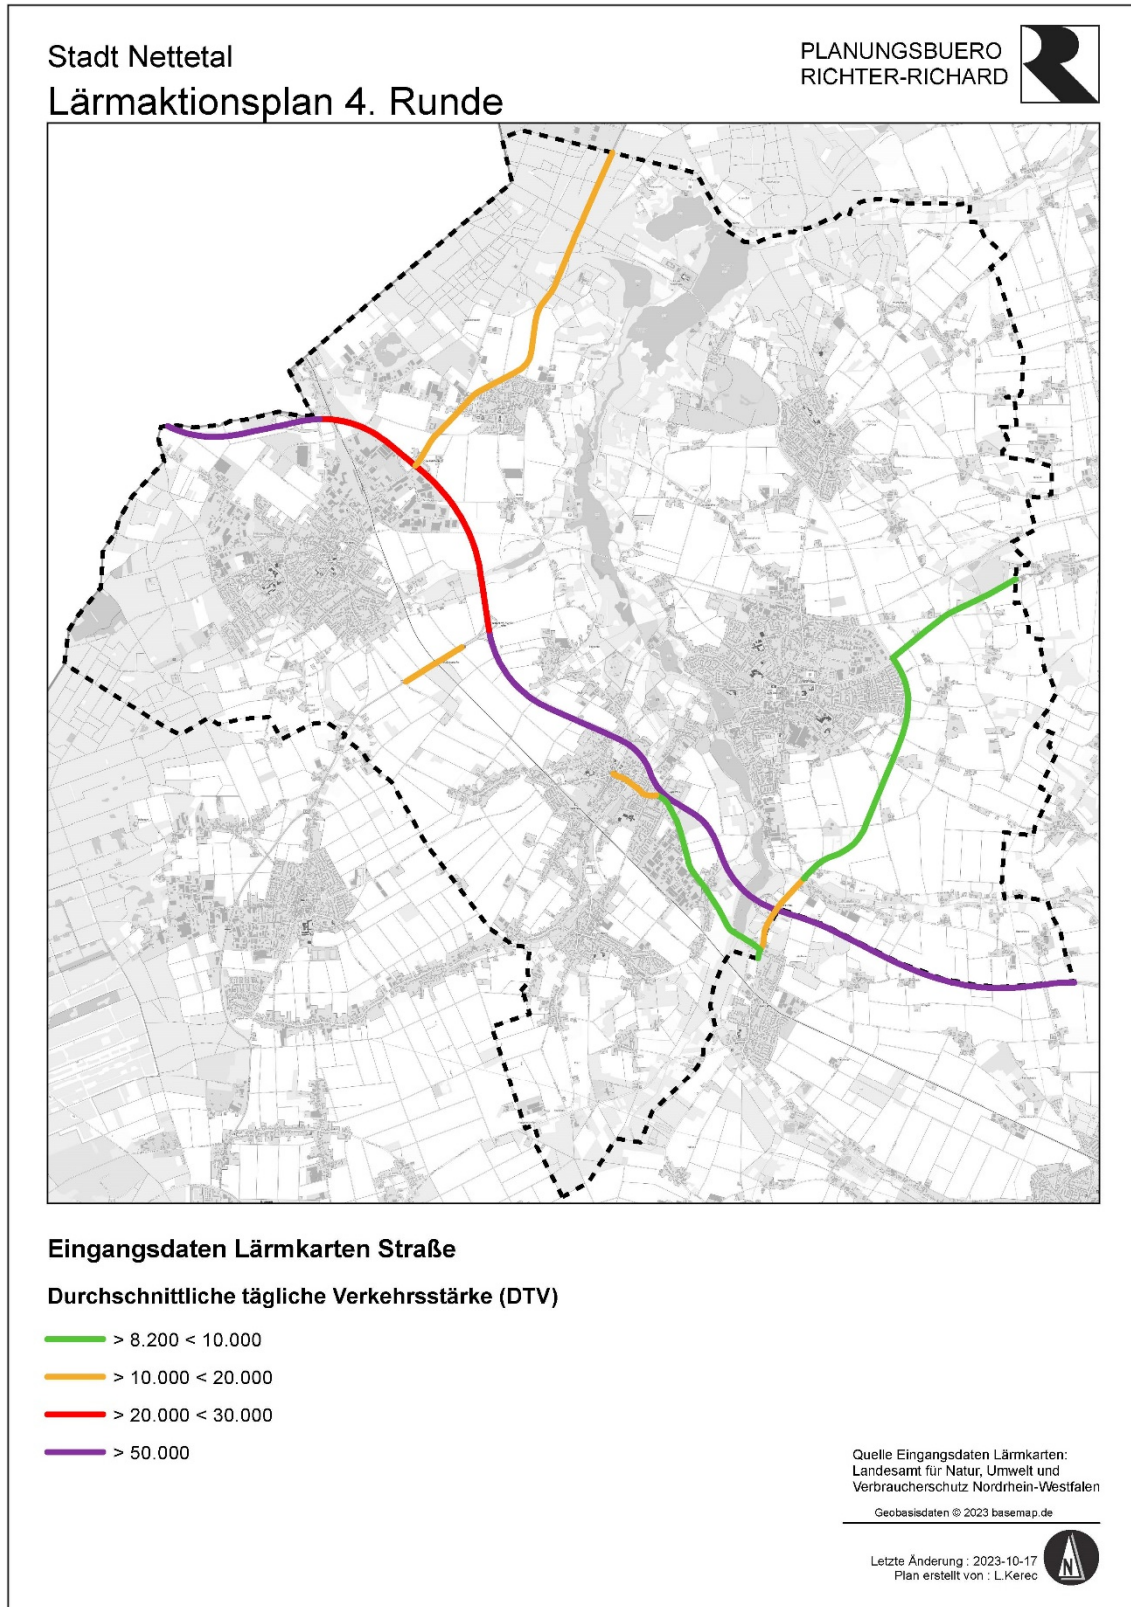 Stadt Nettetal
Lärmaktionsplan 4. Runde
PLANUNGSBUERO
RICHTER-RICHARD
Eingangsdaten Lärmkarten Straße
Durchschnittliche tägliche Verkehrsstärke (DTV)
> 8.200 < 10.000
> 10.000 < 20.000
> 20.000 < 30.000
> 50.000
Quelle Eingangsdaten Lärmkarten:
Landesamt für Natur, Umwelt und
Verbraucherschutz Nordrhein-Westfalen
Geobasisdaten © 2023 basemap.de
Letzte Änderung : 2023-10-17
Plan erstellt von : L.Kerec
N